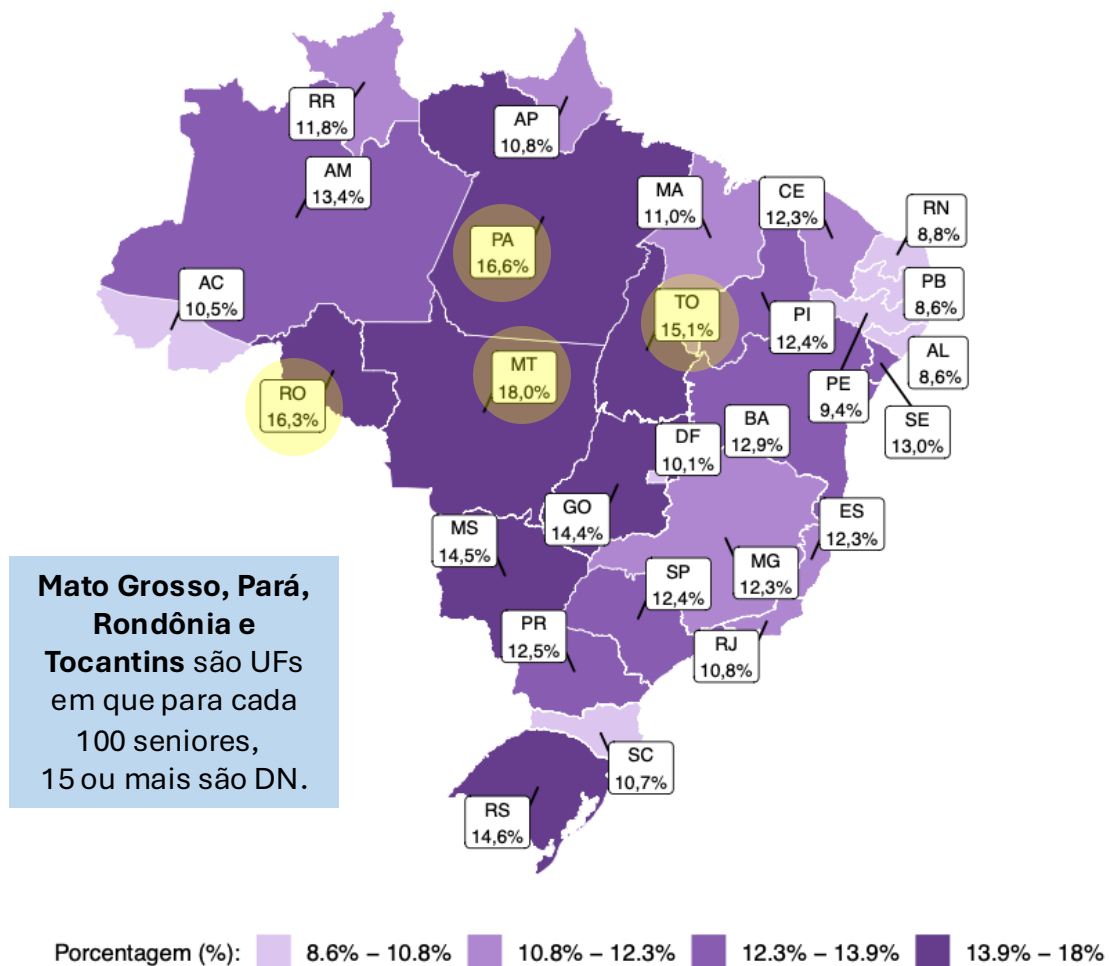 RR
11,8%
AP
10,8%
AM
13,4%
MA
11,0%
CE
12,3%
RN
8,8%
PA
16,6%
AC
10,5%
TO
15,1%
PI
12,4%
PB
8,6%
AL
8,6%
MT
18,0%
RO
16,3%
PE
9,4%
SE
13,0%
DF
10,1%
BA
12,9%
GO
14,4%
ES
12,3%
MS
14,5%
SP
12,4%
MG
12,3%
PR
12,5%
RJ
10,8%
SC
10,7%
RS
14,6%
Mato Grosso, Pará,
Rondônia e
Tocantins são UFs
em que para cada
100 seniores,
15 ou mais são DN.
Porcentagem (%): 8.6% – 10.8% 10.8% – 12.3% 12.3% – 13.9% 13.9% – 18%